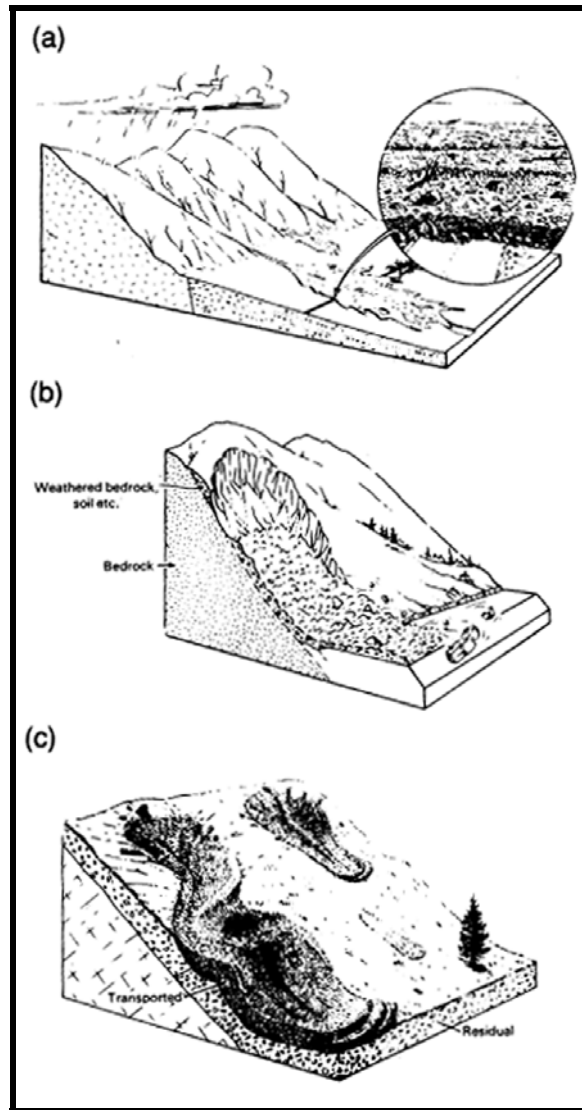 (a)
(b)
Weathered bedrock,
soil etc.
Bedrock
(c)
Transported
Residual